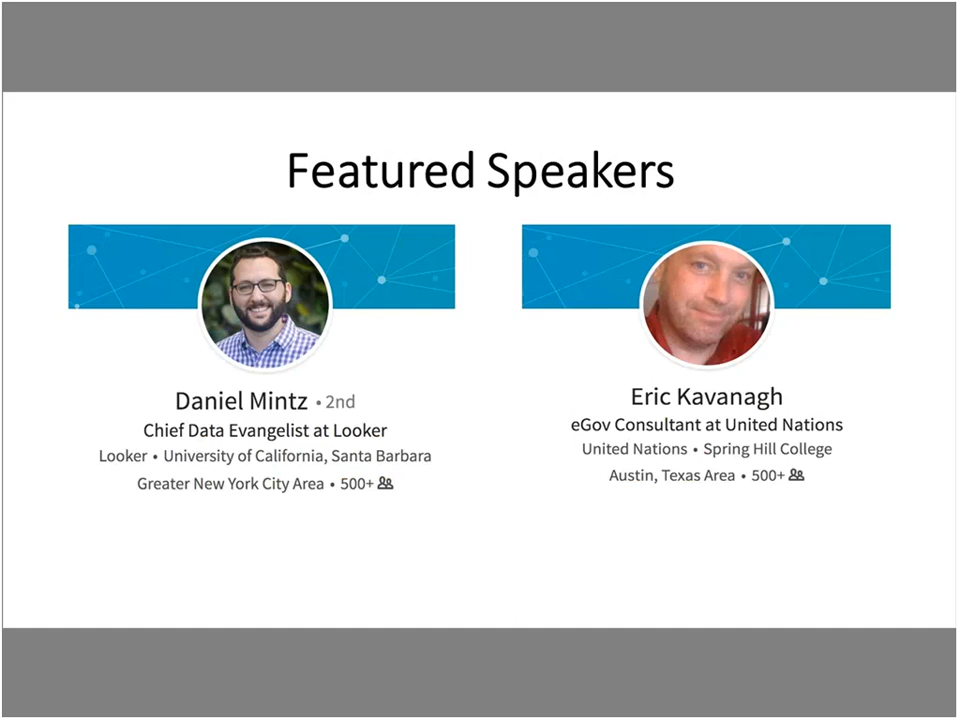 Featured Speakers
Daniel Mintz • 2nd
Chief Data Evangelist at Looker
Looker • University of California, Santa Barbara
Greater New York City Area • 500+
Eric Kavanagh
eGov Consultant at United Nations
United Nations • Spring Hill College
Austin, Texas Area • 500+